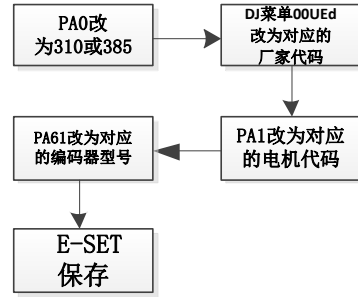 PA0改
为310或385
DJ菜单00UEd
改为对应的
厂家代码
PA1改为对应
的电机代码
PA61改为对应
的编码器型号
E-SET
保存